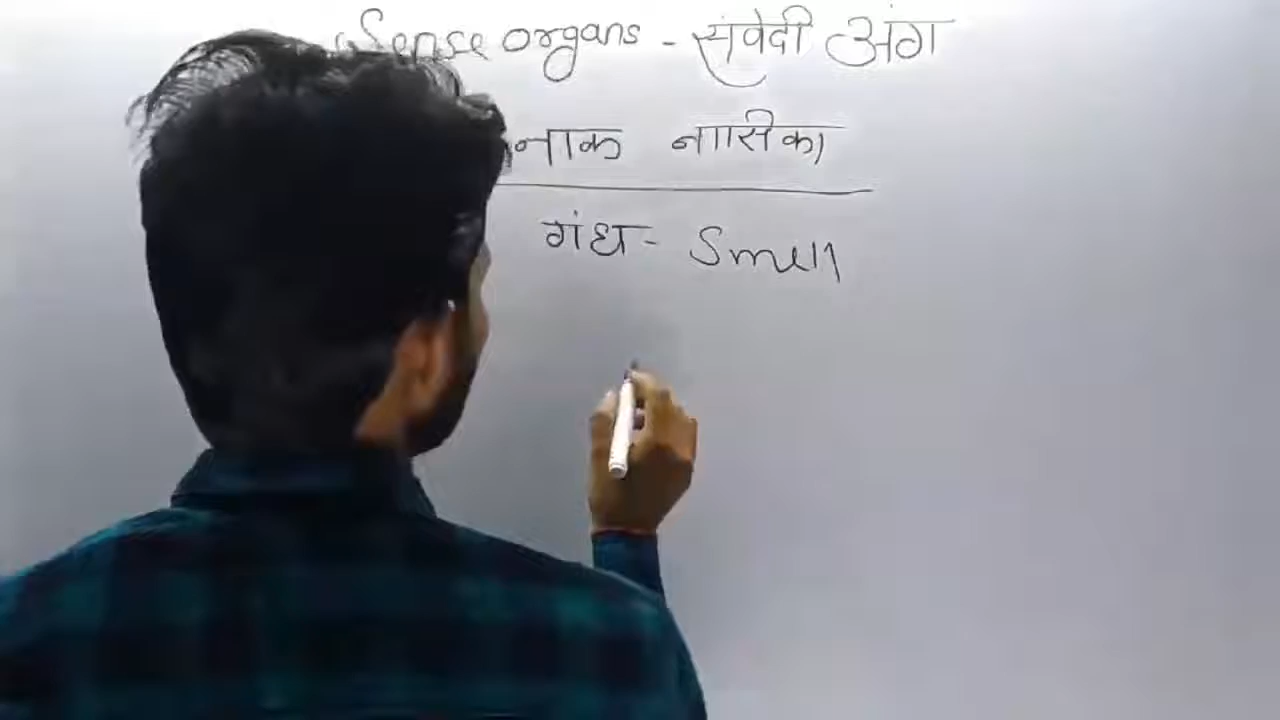 Sense organs - संवेदी अंग
नाक नासिका
गंध - Smell